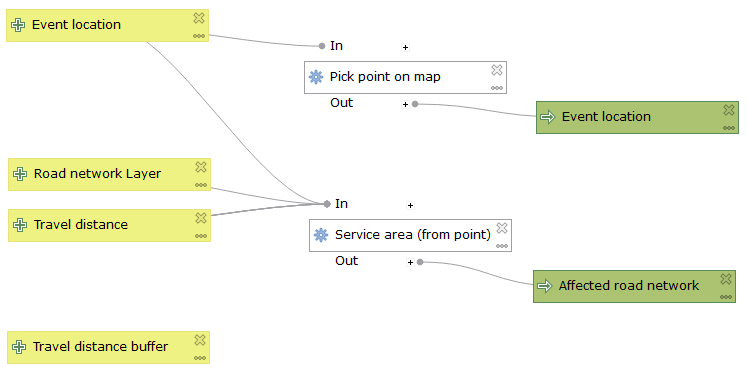 Event location
In
Pick point on map
Out
Event location
Road network Layer
In
Travel distance
Service area (from point)
Out
Affected road network
Travel distance buffer